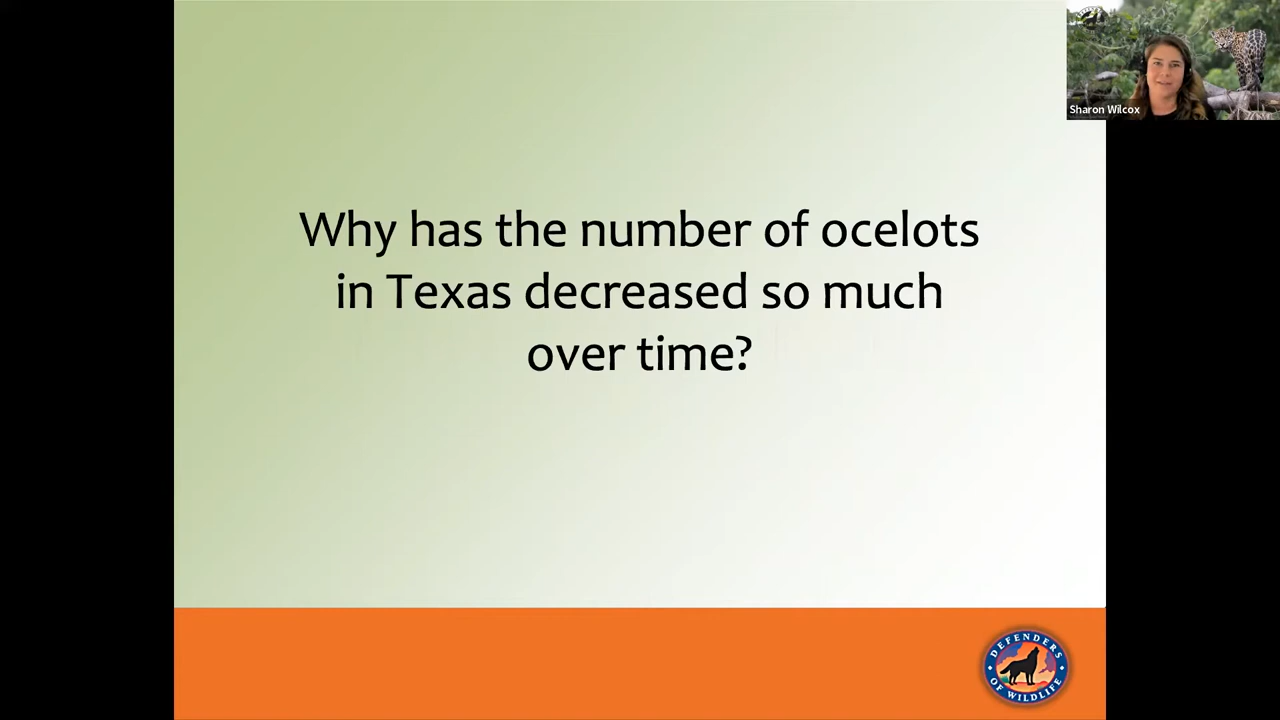 Sharon Wilcox
Why has the number of ocelots
in Texas decreased so much
over time?
DEFENDERS
OF WILDLIFE